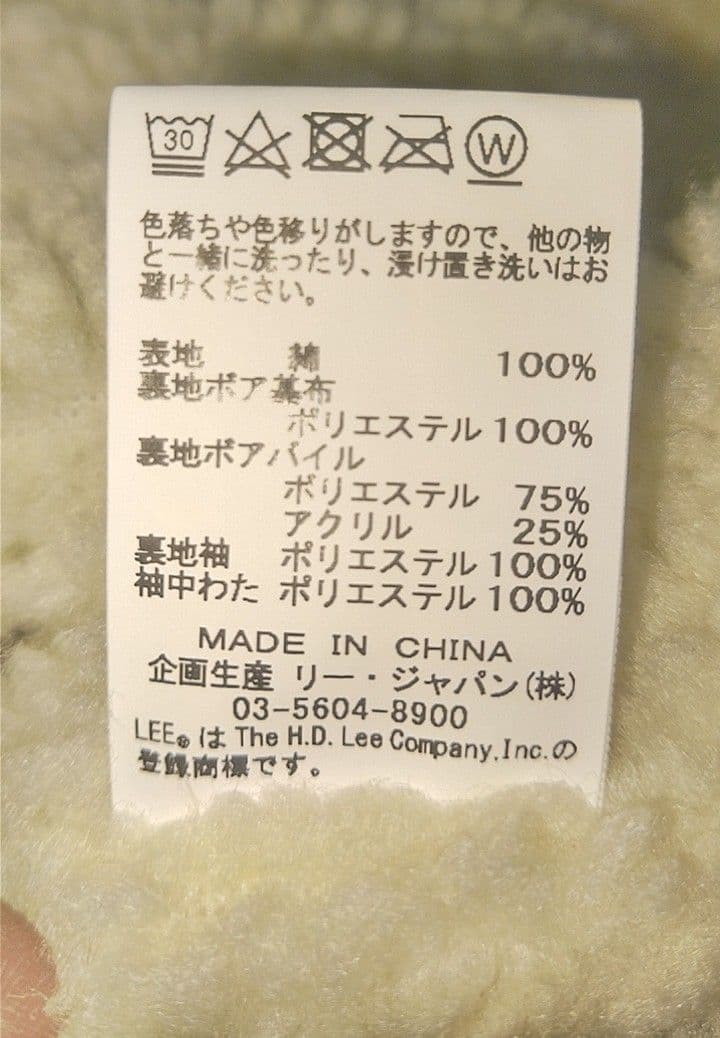 30 W
色落ちや色移りがしますので、他の物
と一緒に洗ったり、浸け置き洗いはお
避けください。
表地 綿 100%
裏地ボア基布
ポリエステル 100%
裏地ボアパイル
ポリエステル 75%
アクリル 25%
裏地袖 ポリエステル 100%
袖中わた ポリエステル 100%
MADE IN CHINA
企画生産 リー・ジャパン(株)
03-5604-8900
LEE®は The H.D. Lee Company,Inc.の
登録商標です。